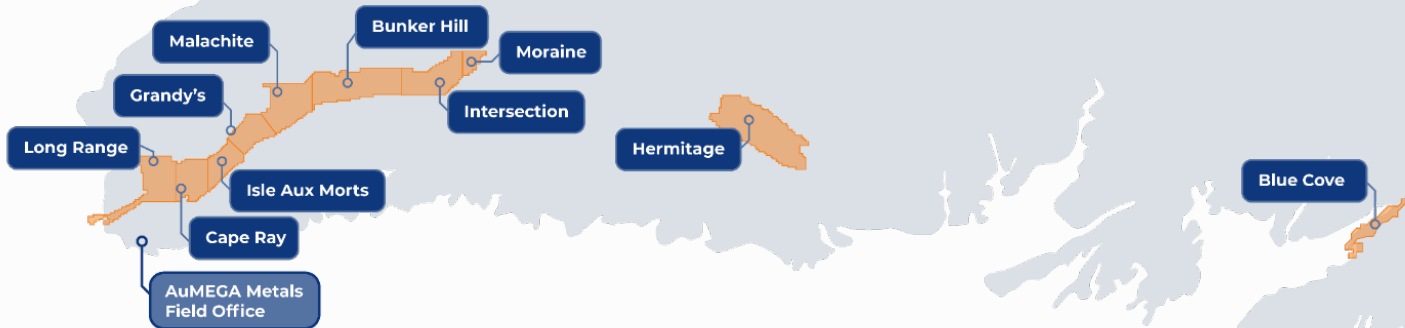 Bunker Hill
Malachite
Moraine
Grandy's
Intersection
Long Range
Hermitage
Isle Aux Morts
Blue Cove
Cape Ray
AuMEGA Metals
Field Office